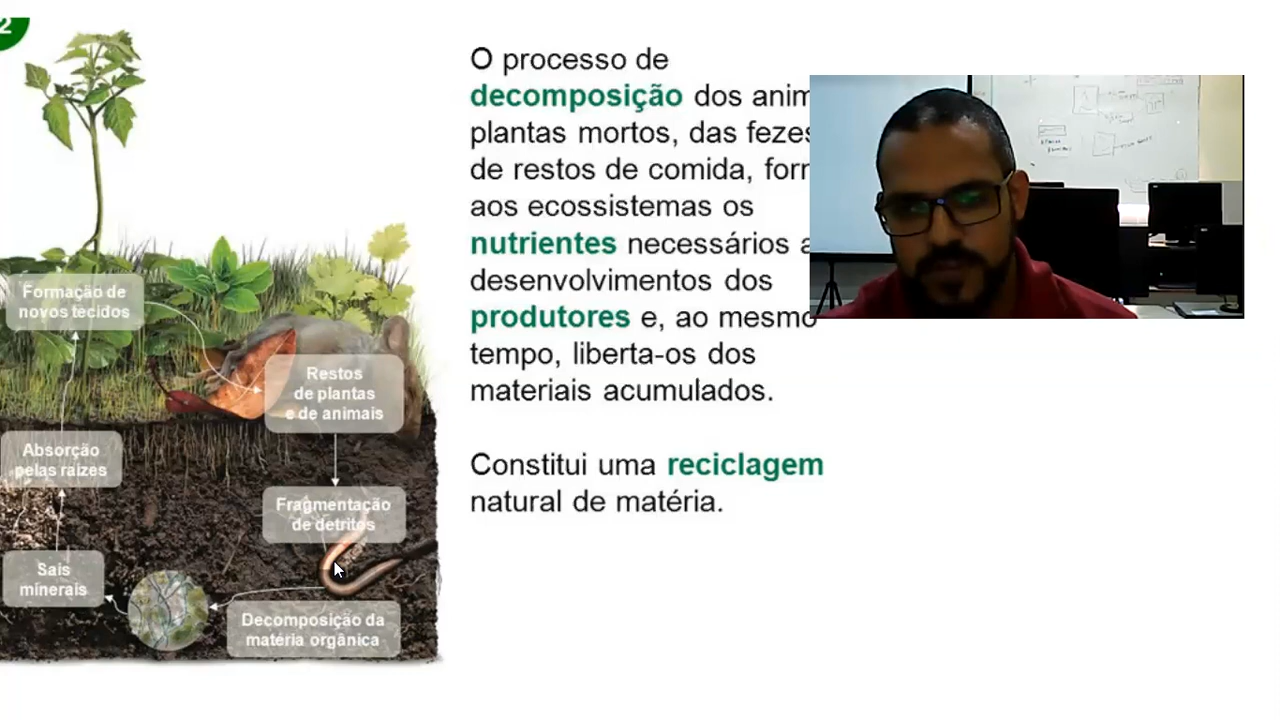 2
O processo de
decomposição dos anim
plantas mortos, das fezes
de restos de comida, forn
aos ecossistemas os
nutrientes necessários a
desenvolvimentos dos
produtores e, ao mesmo
tempo, liberta-os dos
materiais acumulados.
Constitui uma reciclagem
natural de matéria.
Formação de
novos tecidos
Restos
de plantas
e de animais
Absorção
pelas raízes
Fragmentação
de detritos
Sais
minerais
Decomposição da
matéria orgânica